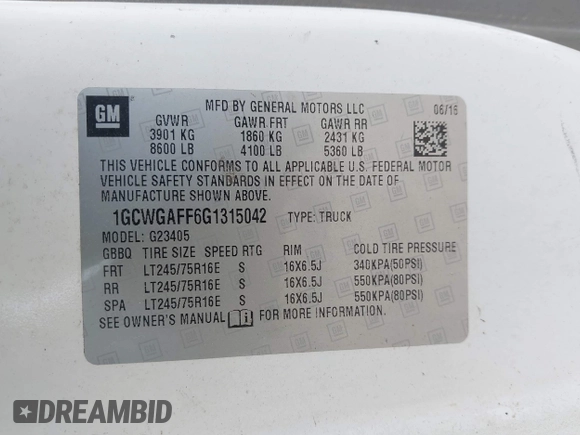 GM
MFD BY GENERAL MOTORS LLC 06/16
GVWR GAWR FRT GAWR RR
3901 KG 1860 KG 2431 KG
8600 LB 4100 LB 5360 LB
THIS VEHICLE CONFORMS TO ALL APPLICABLE U.S. FEDERAL MOTOR
VEHICLE SAFETY STANDARDS IN EFFECT ON THE DATE OF
MANUFACTURE SHOWN ABOVE.
1GCWGAFF6G1315042 TYPE: TRUCK
MODEL: G23405
GBBQ TIRE SIZE SPEED RTG RIM COLD TIRE PRESSURE
FRT LT245/75R16E S 16X6.5J 340KPA(50PSI)
RR LT245/75R16E S 16X6.5J 550KPA(80PSI)
SPA LT245/75R16E S 16X6.5J 550KPA(80PSI)
SEE OWNER'S MANUAL FOR MORE INFORMATION.
DREAMBID